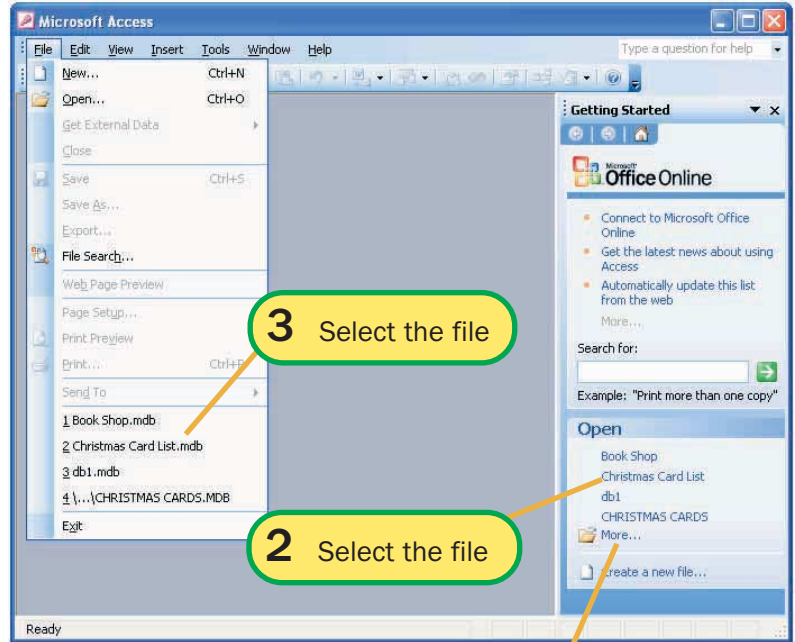 Microsoft Access
File Edit View Insert Tools Window Help
Type a question for help
New... Ctrl+N
Open... Ctrl+O
Get External Data
Close
Save Ctrl+S
Save As...
Export...
File Search...
Web Page Preview
Page Setup...
Print Preview
Print... Ctrl+P
Send To
1 Book Shop.mdb
2 Christmas Card List.mdb
3 db1.mdb
4 \...\CHRISTMAS CARDS.MDB
Exit
3 Select the file
2 Select the file
Getting Started
Microsoft
Office Online
Connect to Microsoft Office
Online
Get the latest news about using
Access
Automatically update this list
from the web
More...
Search for:
Example: "Print more than one copy"
Open
Book Shop
Christmas Card List
db1
CHRISTMAS CARDS
More...
Create a new file...
Ready